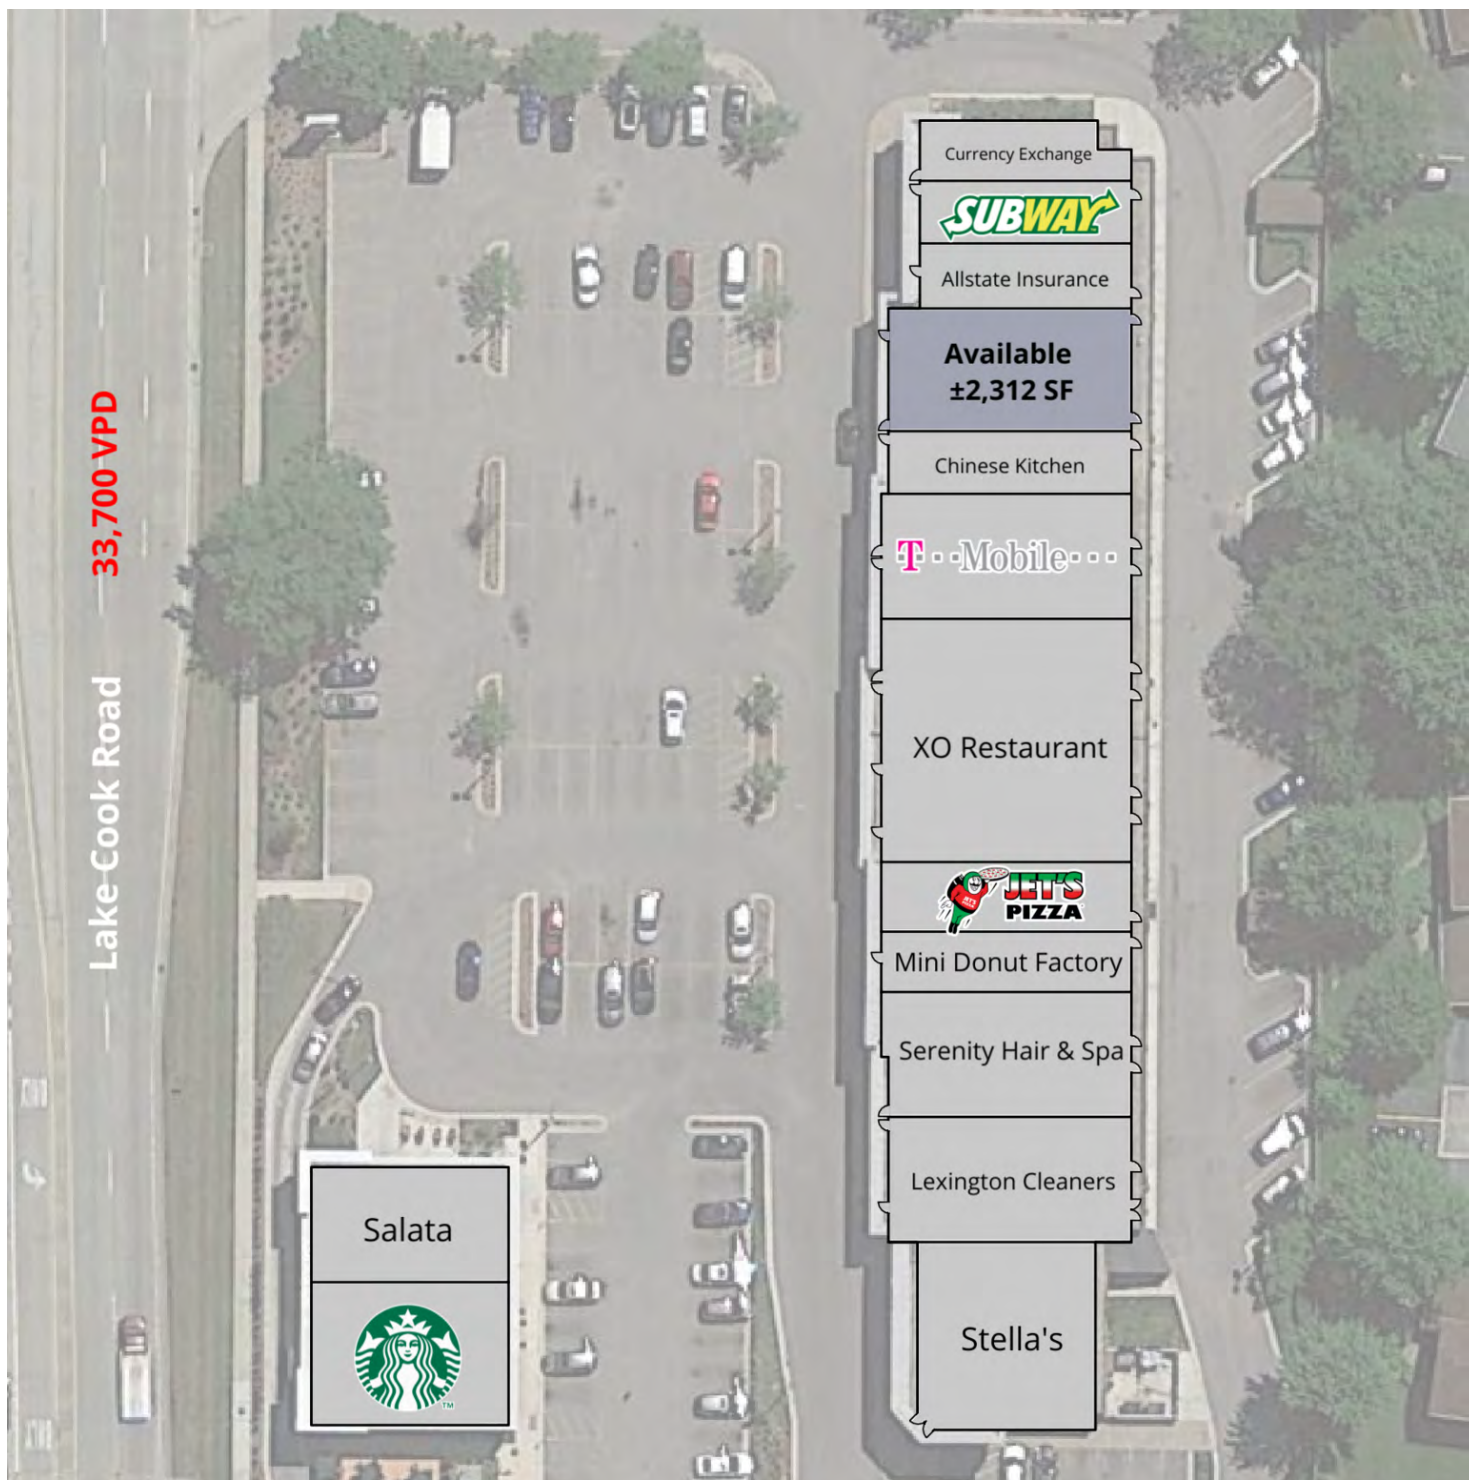 33,700 VPD
Lake Cook Road
Currency Exchange
SUBWAY
Allstate Insurance
Available
±2,312 SF
Chinese Kitchen
T··Mobile···
XO Restaurant
JET'S
PIZZA
Mini Donut Factory
Serenity Hair & Spa
Lexington Cleaners
Stella's
Salata
TM